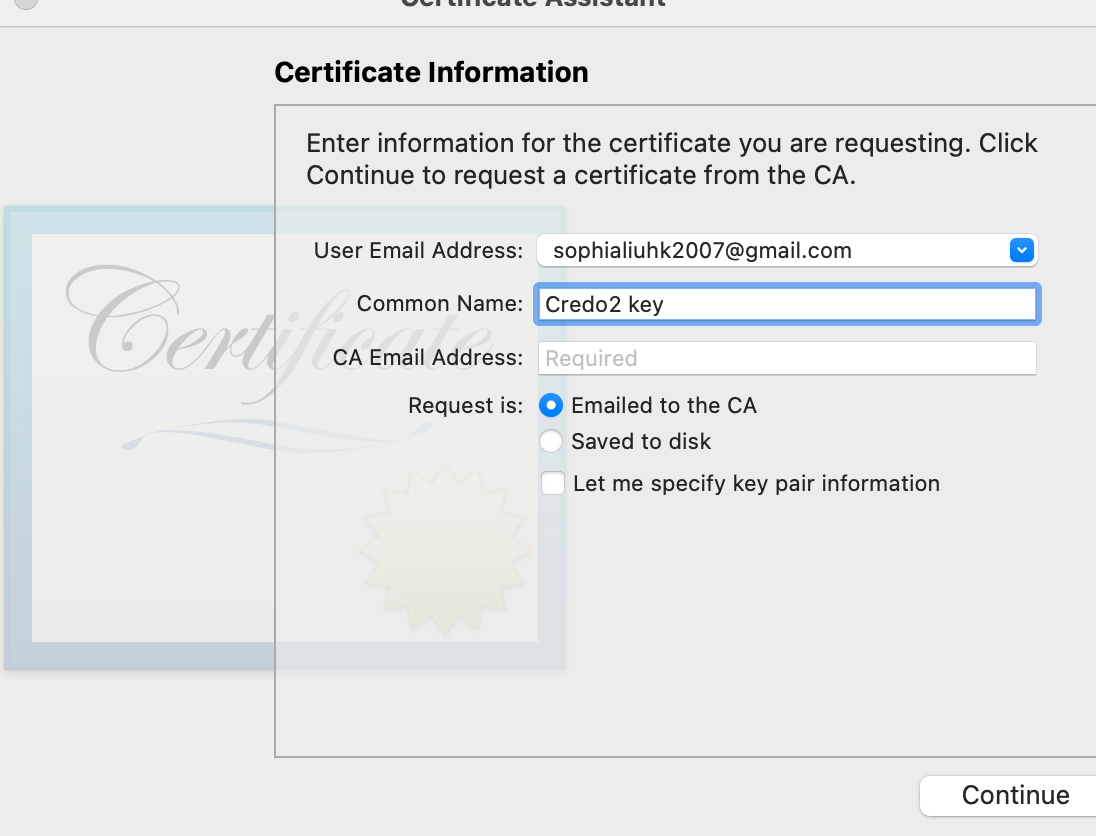 Certificate Assistant
Certificate Information
Enter information for the certificate you are requesting. Click
Continue to request a certificate from the CA.
Certificate
User Email Address: sophialiuhk2007@gmail.com
Common Name: Credo2 key
CA Email Address: Required
Request is: Emailed to the CA
Saved to disk
Let me specify key pair information
Continue